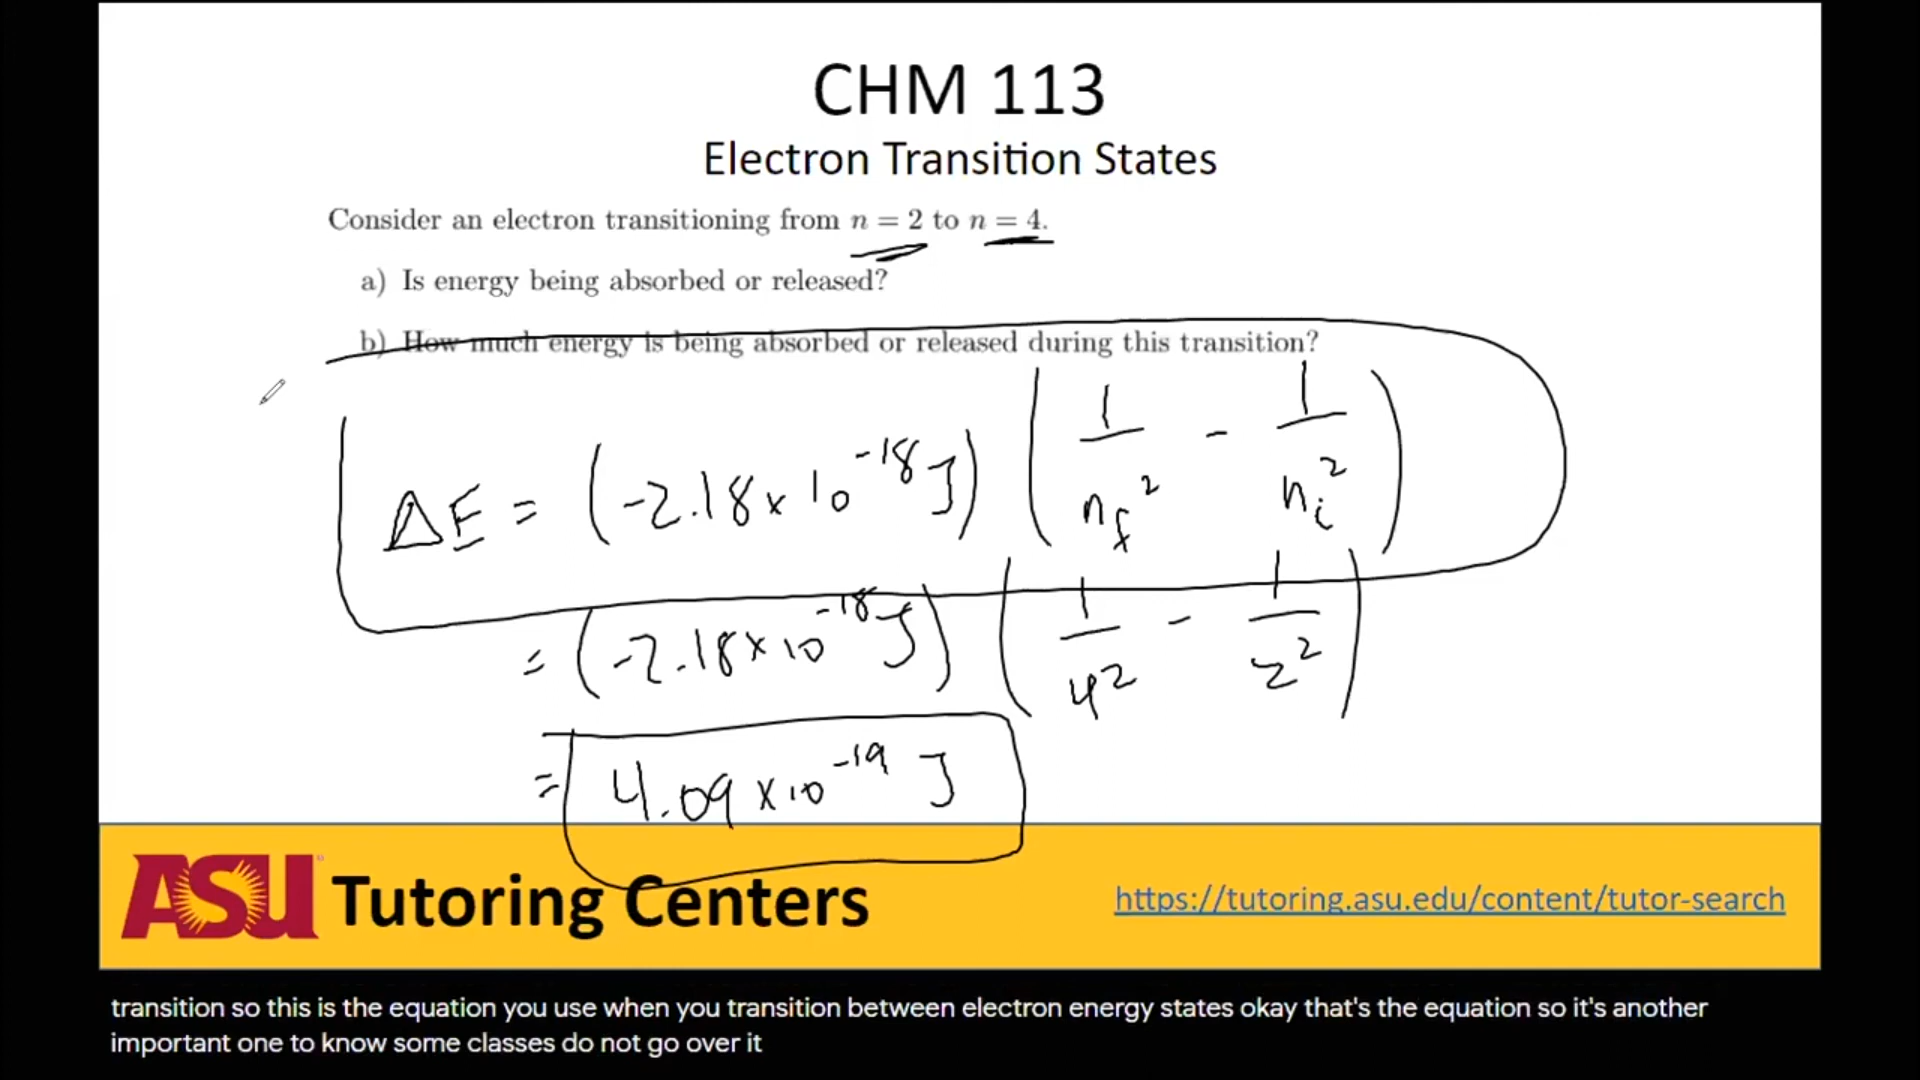 CHM 113
Electron Transition States
Consider an electron transitioning from n = 2 to n = 4.
a) Is energy being absorbed or released?
b) How much energy is being absorbed or released during this transition?
ΔE = (-2.18 x 10^-18 J) (1/n_f^2 - 1/n_i^2)
= (-2.18 x 10^-18 J) (1/4^2 - 1/2^2)
= 4.09 x 10^-19 J
ASU Tutoring Centers
https://tutoring.asu.edu/content/tutor-search
transition so this is the equation you use when you transition between electron energy states okay that's the equation so it's another
important one to know some classes do not go over it